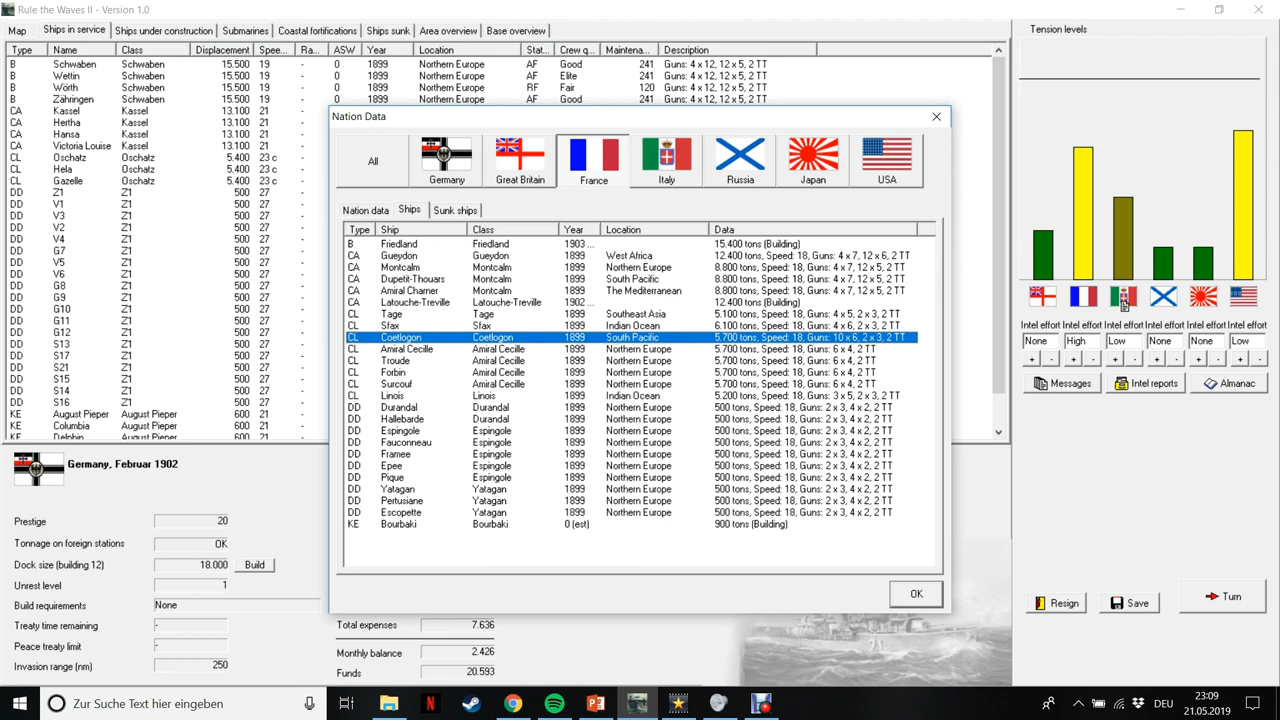 Rule the Waves II - Version 1.0
Map Ships in service Ships under construction Submarines Coastal fortifications Ships sunk Area overview Base overview
Type Name Class Displacement Spee... Ra... ASW Year Location Stat... Crew q... Maintena... Description
B Schwaben Schwaben 15.500 19 - 0 1899 Northern Europe AF Good 241 Guns: 4 x 12, 12 x 5, 2 TT
B Wettin Schwaben 15.500 19 - 0 1899 Northern Europe AF Elite 241 Guns: 4 x 12, 12 x 5, 2 TT
B Wörth Schwaben 15.500 19 - 0 1899 Northern Europe RF Fair 120 Guns: 4 x 12, 12 x 5, 2 TT
B Zähringen Schwaben 15.500 19 - 0 1899 Northern Europe AF Good 241 Guns: 4 x 12, 12 x 5, 2 TT
CA Kassel Kassel 13.100 21
CA Hertha Kassel 13.100 21
CA Hansa Kassel 13.100 21
CA Victoria Louise Kassel 13.100 21
CL Oschatz Oschatz 5.400 23 c
CL Hela Oschatz 5.400 23 c
CL Gazelle Oschatz 5.400 23 c
DD Z1 Z1 500 27
DD V1 Z1 500 27
DD V3 Z1 500 27
DD V2 Z1 500 27
DD V4 Z1 500 27
DD G7 Z1 500 27
DD V5 Z1 500 27
DD V6 Z1 500 27
DD G8 Z1 500 27
DD G9 Z1 500 27
DD G10 Z1 500 27
DD G11 Z1 500 27
DD G12 Z1 500 27
DD S13 Z1 500 27
DD S17 Z1 500 27
DD S21 Z1 500 27
DD S15 Z1 500 27
DD S14 Z1 500 27
DD S16 Z1 500 27
KE August Pieper August Pieper 600 21
KE Columbia August Pieper 600 21
KE Delphin August Pieper 600 21
Nation Data
All Germany Great Britain France Italy Russia Japan USA
Nation data Ships Sunk ships
Type Ship Class Year Location Data
B Friedland Friedland 1903 ... 15.400 tons (Building)
CA Gueydon Gueydon 1899 West Africa 12.400 tons, Speed: 18, Guns: 4 x 7, 12 x 6, 2 TT
CA Montcalm Montcalm 1899 Northern Europe 8.800 tons, Speed: 18, Guns: 4 x 7, 12 x 5, 2 TT
CA Dupetit-Thouars Montcalm 1899 South Pacific 8.800 tons, Speed: 18, Guns: 4 x 7, 12 x 5, 2 TT
CA Amiral Charner Montcalm 1899 The Mediterranean 8.800 tons, Speed: 18, Guns: 4 x 7, 12 x 5, 2 TT
CA Latouche-Treville Latouche-Treville 1902 ... 12.400 tons (Building)
CL Tage Tage 1899 Southeast Asia 5.100 tons, Speed: 18, Guns: 4 x 5, 2 x 3, 2 TT
CL Sfax Sfax 1899 Indian Ocean 6.100 tons, Speed: 18, Guns: 4 x 6, 2 x 3, 2 TT
CL Coetlogon Coetlogon 1899 South Pacific 5.700 tons, Speed: 18, Guns: 10 x 6, 2 x 3, 2 TT
CL Amiral Cecille Amiral Cecille 1899 Northern Europe 5.700 tons, Speed: 18, Guns: 6 x 4, 2 TT
CL Troude Amiral Cecille 1899 Northern Europe 5.700 tons, Speed: 18, Guns: 6 x 4, 2 TT
CL Forbin Amiral Cecille 1899 Northern Europe 5.700 tons, Speed: 18, Guns: 6 x 4, 2 TT
CL Surcouf Amiral Cecille 1899 Northern Europe 5.700 tons, Speed: 18, Guns: 6 x 4, 2 TT
CL Linois Linois 1899 Indian Ocean 5.200 tons, Speed: 18, Guns: 3 x 5, 2 x 3, 2 TT
DD Durandal Durandal 1899 Northern Europe 500 tons, Speed: 18, Guns: 2 x 3, 4 x 2, 2 TT
DD Hallebarde Durandal 1899 Northern Europe 500 tons, Speed: 18, Guns: 2 x 3, 4 x 2, 2 TT
DD Espingole Espingole 1899 Northern Europe 500 tons, Speed: 18, Guns: 2 x 3, 4 x 2, 2 TT
DD Fauconneau Espingole 1899 Northern Europe 500 tons, Speed: 18, Guns: 2 x 3, 4 x 2, 2 TT
DD Framee Espingole 1899 Northern Europe 500 tons, Speed: 18, Guns: 2 x 3, 4 x 2, 2 TT
DD Epee Espingole 1899 Northern Europe 500 tons, Speed: 18, Guns: 2 x 3, 4 x 2, 2 TT
DD Pique Espingole 1899 Northern Europe 500 tons, Speed: 18, Guns: 2 x 3, 4 x 2, 2 TT
DD Yatagan Yatagan 1899 Northern Europe 500 tons, Speed: 18, Guns: 2 x 3, 4 x 2, 2 TT
DD Pertusiane Yatagan 1899 Northern Europe 500 tons, Speed: 18, Guns: 2 x 3, 4 x 2, 2 TT
DD Escopette Yatagan 1899 Northern Europe 500 tons, Speed: 18, Guns: 2 x 3, 4 x 2, 2 TT
KE Bourbaki Bourbaki 0 (est) 900 tons (Building)
OK
Tension levels
Intel effort Intel effort Intel effort Intel effort Intel effort Intel effort
None High Low None None Low
+ - + - + - + - + - + -
Messages Intel reports Almanac
Resign Save Turn
Germany, Februar 1902
Prestige 20
Tonnage on foreign stations OK
Dock size (building 12) 18.000 Build
Unrest level 1
Build requirements None
Treaty time remaining -
Peace treaty limit -
Invasion range (nm) 250
Total expenses 7.636
Monthly balance 2.426
Funds 20.593
Zur Suche Text hier eingeben
DEU
23:09
21.05.2019